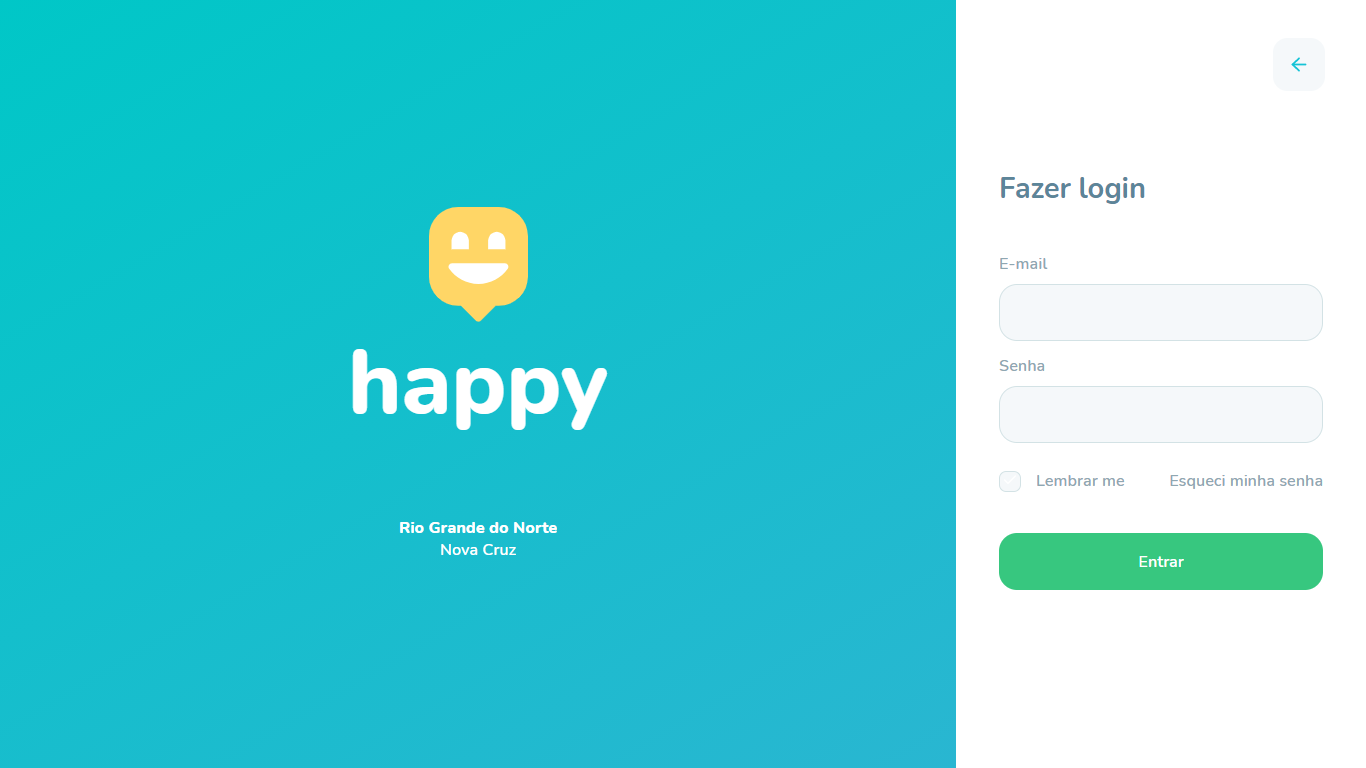 happy
Rio Grande do Norte
Nova Cruz
Fazer login
E-mail
Senha
Lembrar me
Esqueci minha senha
Entrar